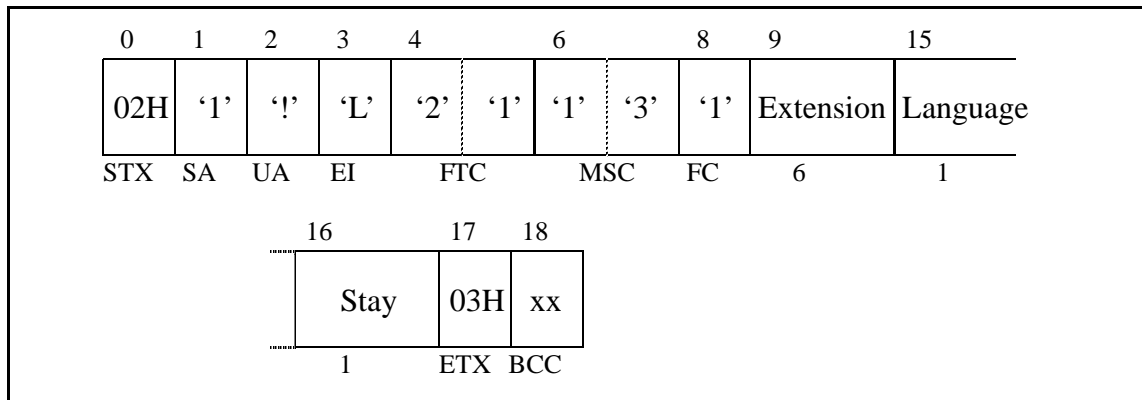 0 1 2 3 4 6 8 9 15
02H ‘1’ ‘!’ ‘L’ ‘2’ ‘1’ ‘1’ ‘3’ ‘1’ Extension Language
STX SA UA EI FTC MSC FC 6 1
16 17 18
Stay 03H xx
1 ETX BCC